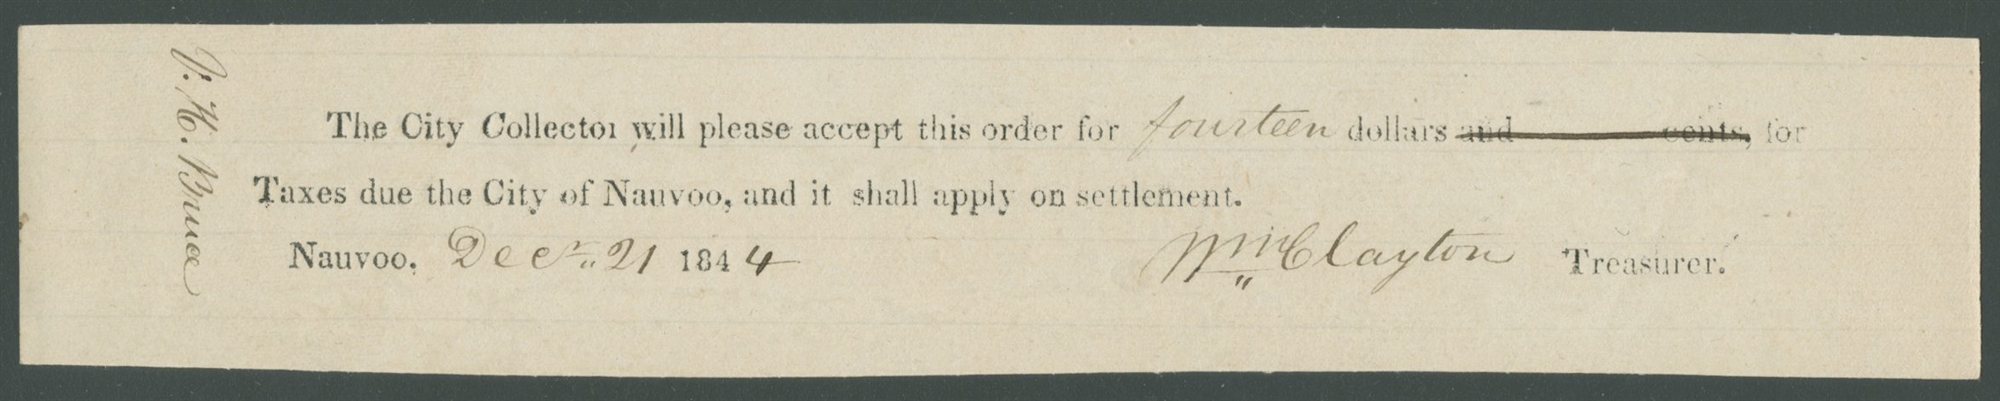 J. K. Bruce
The City Collector will please accept this order for fourteen dollars and cents, for
Taxes due the City of Nauvoo, and it shall apply on settlement.
Nauvoo. Decr. 21 1844 Wm Clayton Treasurer.